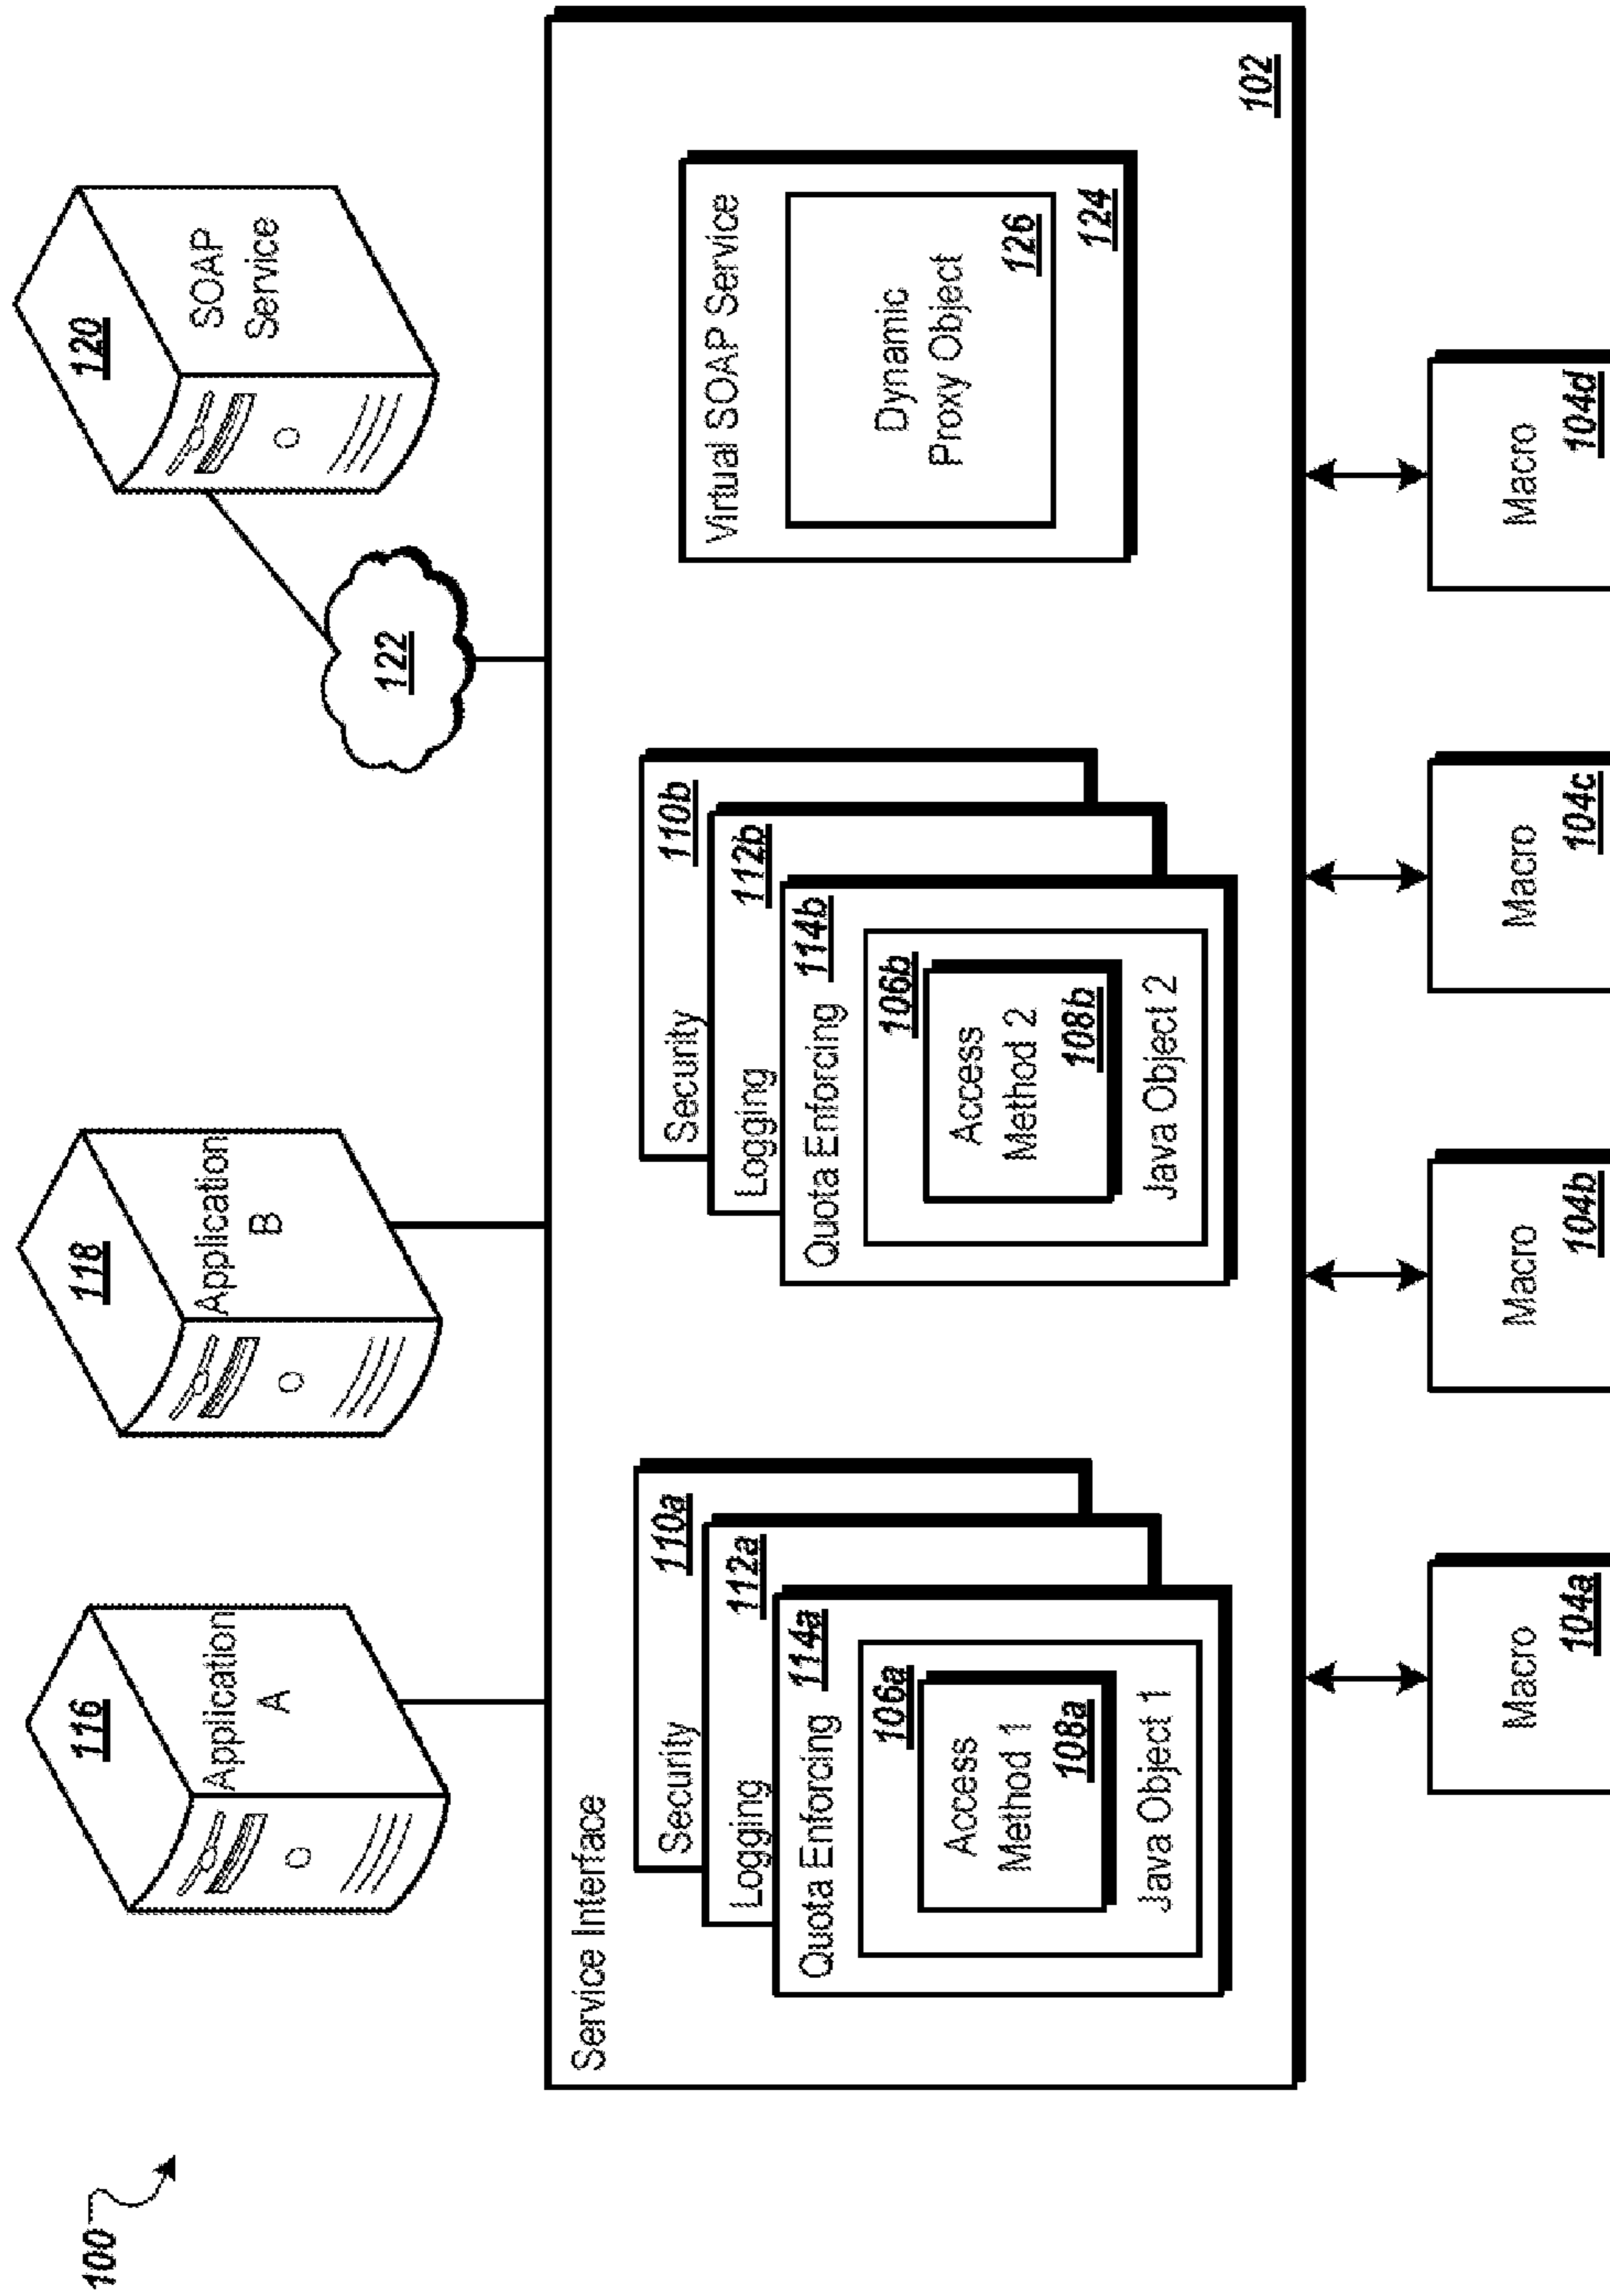 100
116
Application
A
118
Application
B
120
SOAP
Service
122
Service Interface
Security
110a
Logging
112a
Quota Enforcing
114a
106a
Access
Method 1
108a
Java Object 1
Security
110b
Logging
112b
Quota Enforcing
114b
106b
Access
Method 2
108b
Java Object 2
Virtual SOAP Service
Dynamic
Proxy Object
126
124
102
Macro
104a
Macro
104b
Macro
104c
Macro
104d